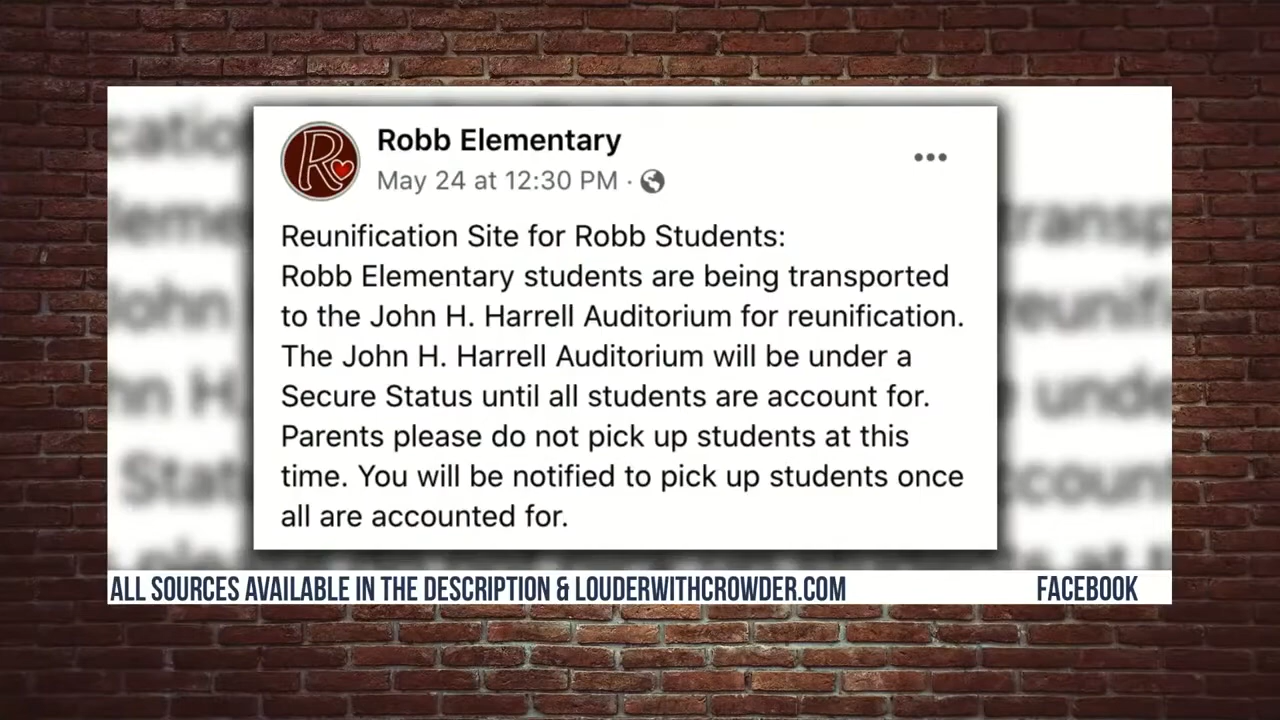 Robb Elementary
May 24 at 12:30 PM ·
Reunification Site for Robb Students:
Robb Elementary students are being transported
to the John H. Harrell Auditorium for reunification.
The John H. Harrell Auditorium will be under a
Secure Status until all students are account for.
Parents please do not pick up students at this
time. You will be notified to pick up students once
all are accounted for.
ALL SOURCES AVAILABLE IN THE DESCRIPTION & LOUDERWITHCROWDER.COM
FACEBOOK